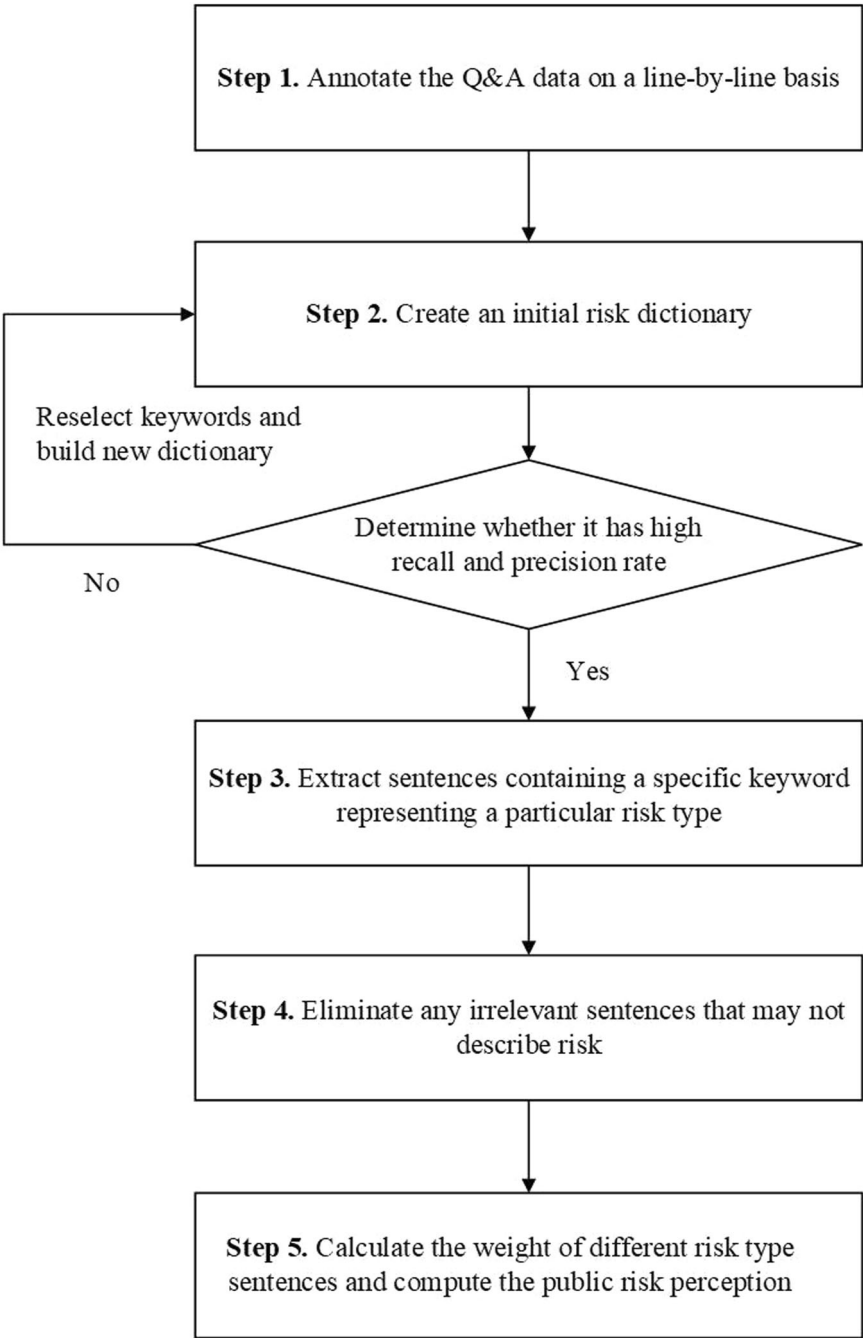 Step 1. Annotate the Q&A data on a line-by-line basis
Step 2. Create an initial risk dictionary
Reselect keywords and
build new dictionary
Determine whether it has high
recall and precision rate
No
Yes
Step 3. Extract sentences containing a specific keyword
representing a particular risk type
Step 4. Eliminate any irrelevant sentences that may not
describe risk
Step 5. Calculate the weight of different risk type
sentences and compute the public risk perception